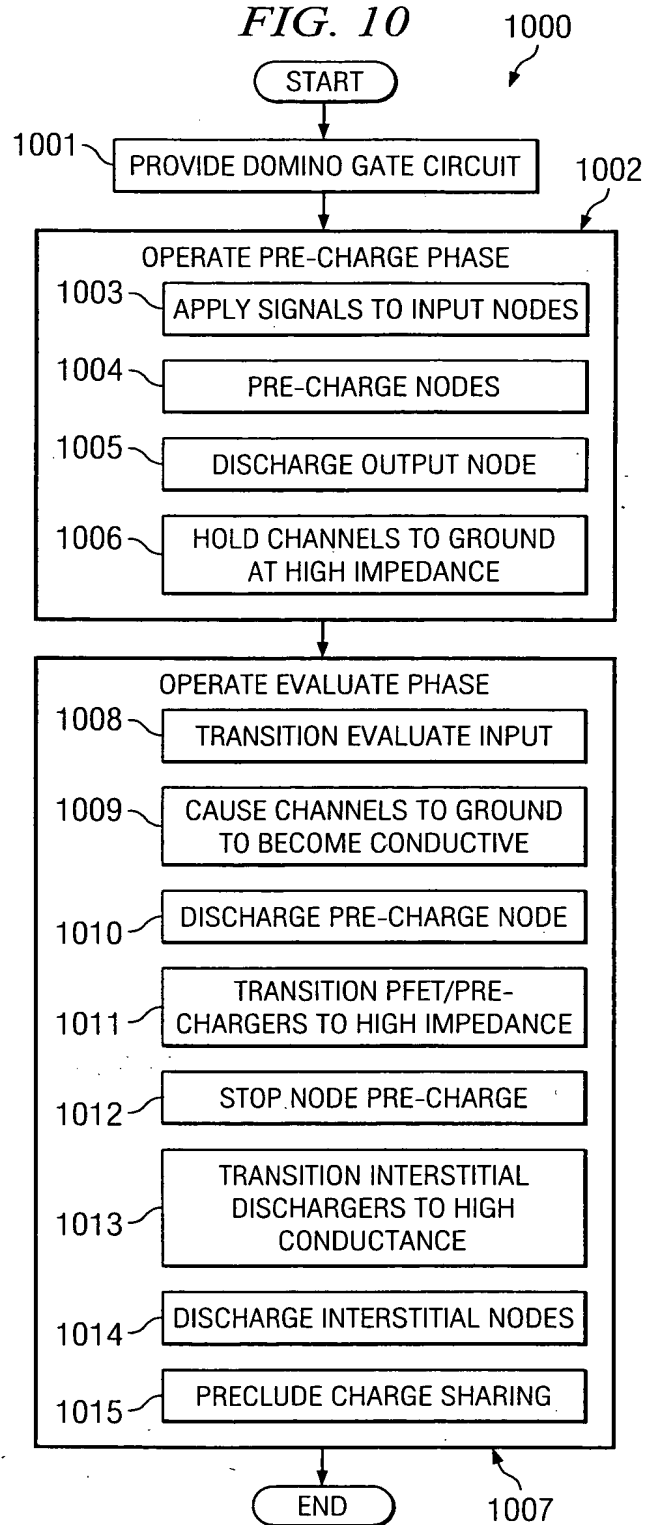 FIG. 10
1000
START
1001
PROVIDE DOMINO GATE CIRCUIT
1002
OPERATE PRE-CHARGE PHASE
1003
APPLY SIGNALS TO INPUT NODES
1004
PRE-CHARGE NODES
1005
DISCHARGE OUTPUT NODE
1006
HOLD CHANNELS TO GROUND
AT HIGH IMPEDANCE
OPERATE EVALUATE PHASE
1008
TRANSITION EVALUATE INPUT
1009
CAUSE CHANNELS TO GROUND
TO BECOME CONDUCTIVE
1010
DISCHARGE PRE-CHARGE NODE
1011
TRANSITION PFET/PRE-
CHARGERS TO HIGH IMPEDANCE
1012
STOP NODE PRE-CHARGE
1013
TRANSITION INTERSTITIAL
DISCHARGERS TO HIGH
CONDUCTANCE
1014
DISCHARGE INTERSTITIAL NODES
1015
PRECLUDE CHARGE SHARING
END
1007